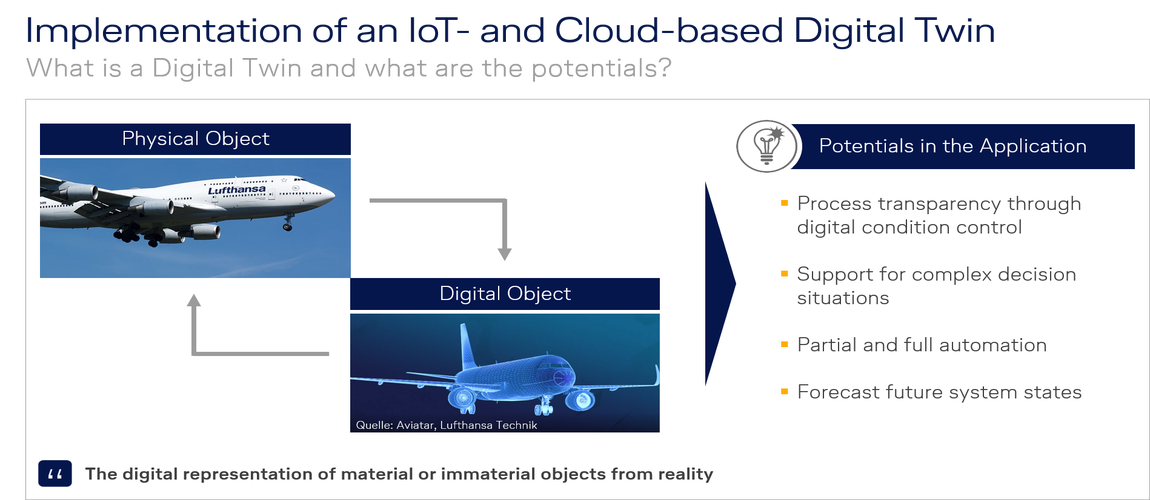 Implementation of an IoT- and Cloud-based Digital Twin
What is a Digital Twin and what are the potentials?
Physical Object
Lufthansa
Digital Object
Quelle: Aviatar, Lufthansa Technik
Potentials in the Application
Process transparency through
digital condition control
Support for complex decision
situations
Partial and full automation
Forecast future system states
“ The digital representation of material or immaterial objects from reality